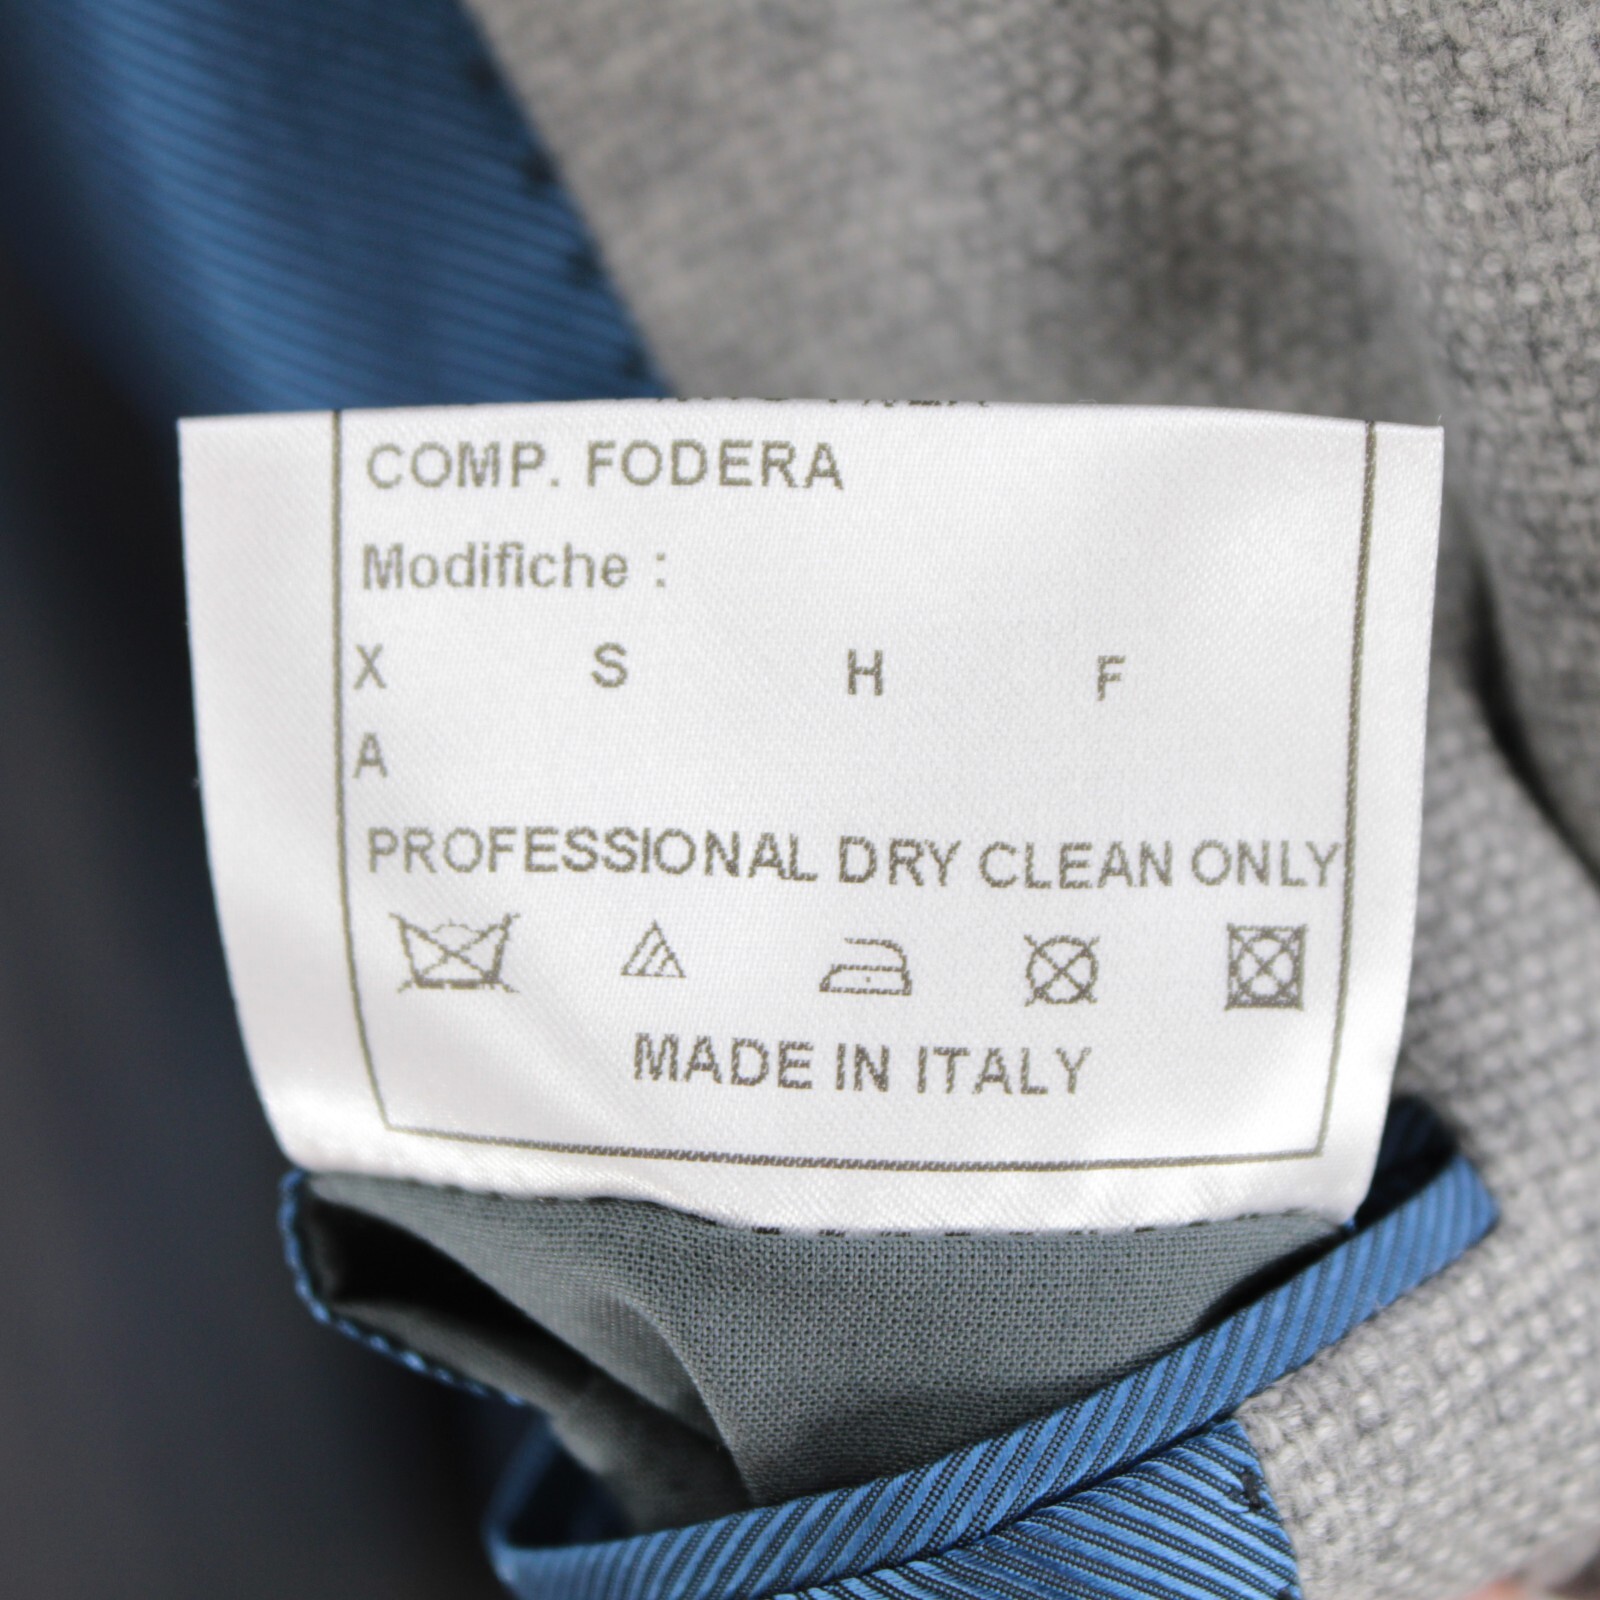 COMP. FODERA
Modifiche :
X S H F
A
PROFESSIONAL DRY CLEAN ONLY
MADE IN ITALY